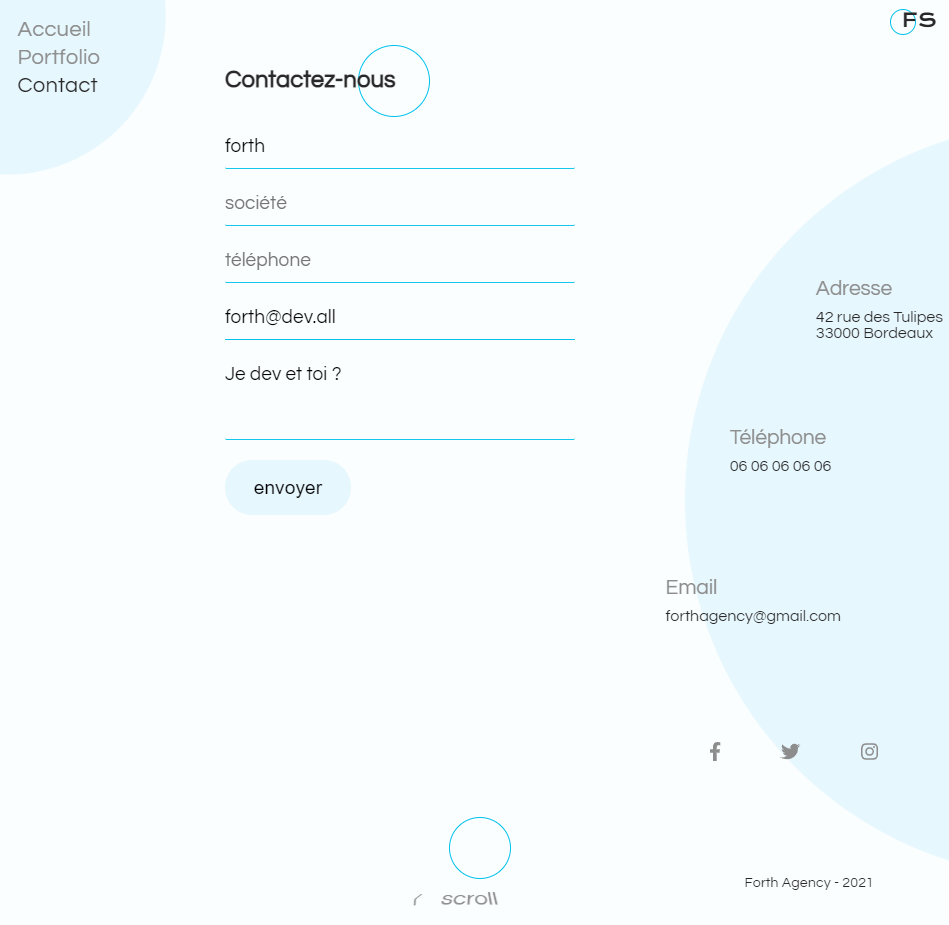 Accueil
Portfolio
Contact
FS
Contactez-nous
forth
société
téléphone
forth@dev.all
Je dev et toi ?
envoyer
Adresse
42 rue des Tulipes
33000 Bordeaux
Téléphone
06 06 06 06 06
Email
forthagency@gmail.com
scroll
Forth Agency - 2021